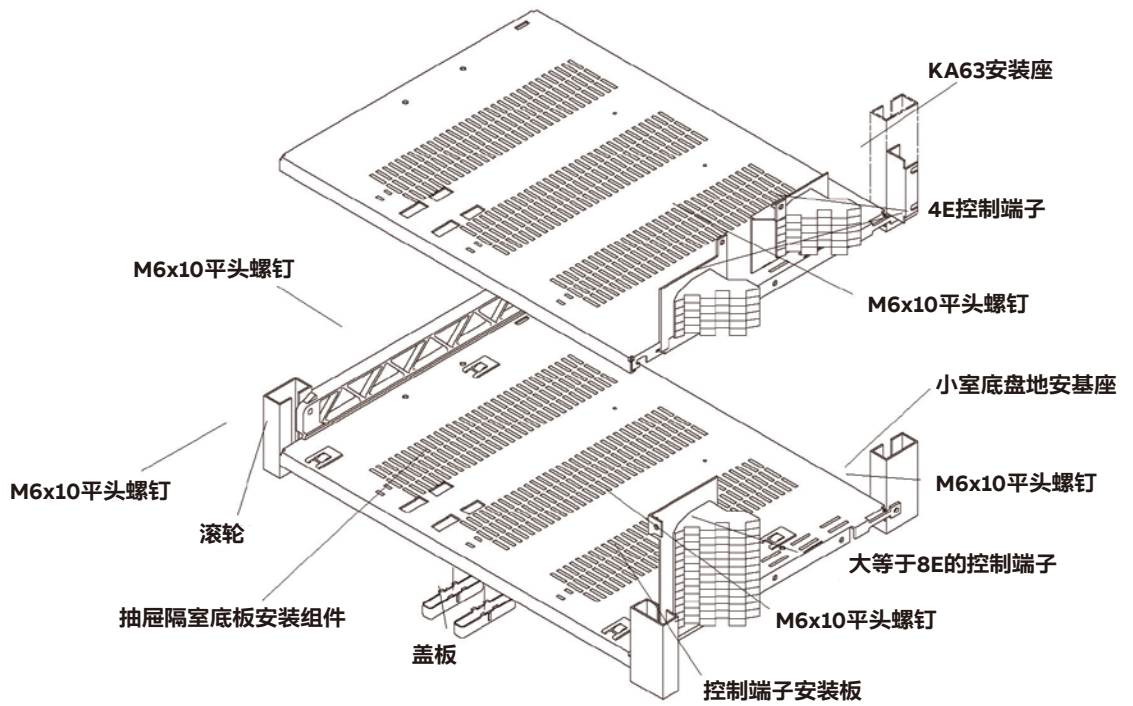 KA63安装座
4E控制端子
M6x10平头螺钉
M6x10平头螺钉
小室底盘地安基座
M6x10平头螺钉
M6x10平头螺钉
滚轮
大等于8E的控制端子
抽屉隔室底板安装组件
M6x10平头螺钉
盖板
控制端子安装板